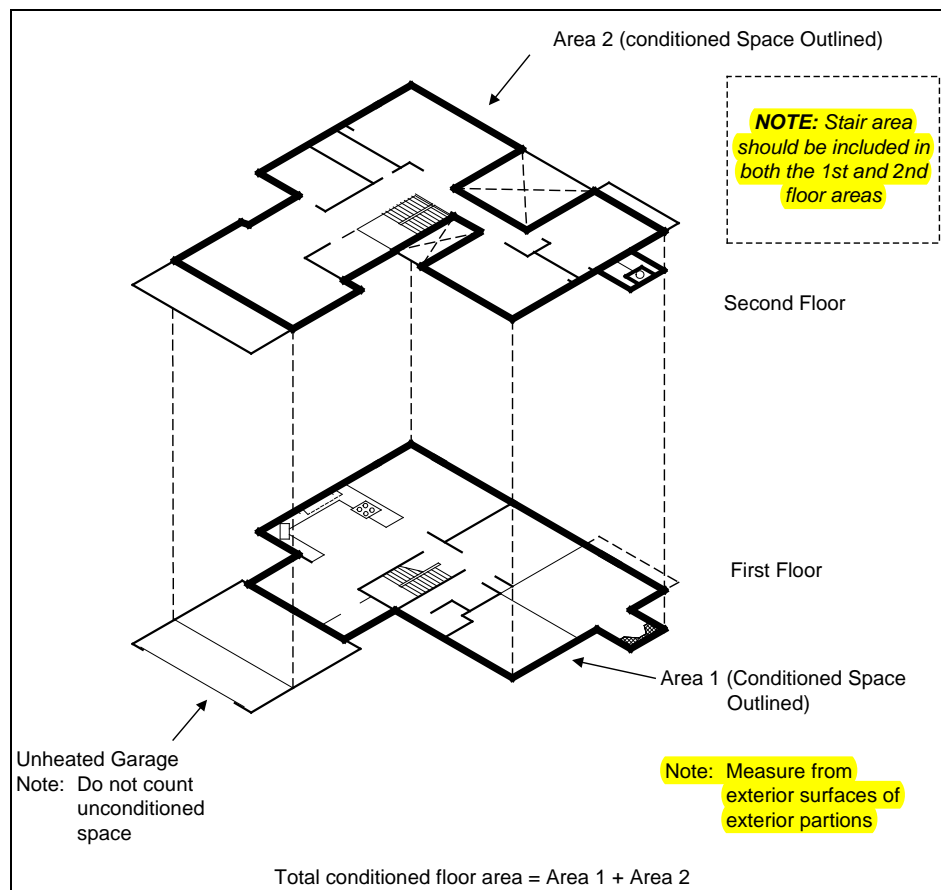 Area 2 (conditioned Space Outlined)
NOTE: Stair area
should be included in
both the 1st and 2nd
floor areas
Second Floor
First Floor
Area 1 (Conditioned Space
Outlined)
Unheated Garage
Note: Do not count
unconditioned
space
Note: Measure from
exterior surfaces of
exterior partions
Total conditioned floor area = Area 1 + Area 2